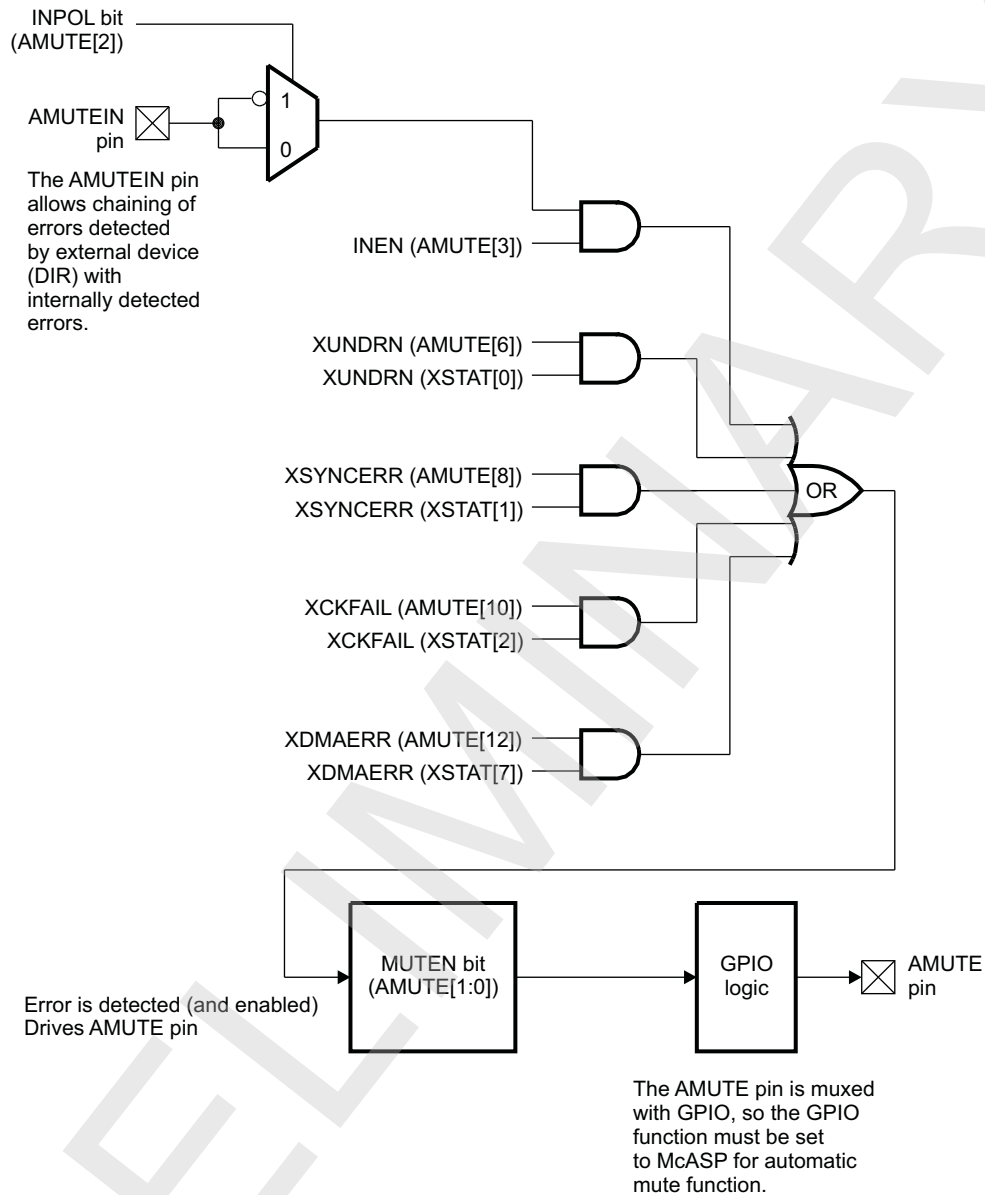 INPOL bit
(AMUTE[2])
1
AMUTEIN
pin
0
The AMUTEIN pin
allows chaining of
errors detected
by external device
(DIR) with
internally detected
errors.
INEN (AMUTE[3])
XUNDRN (AMUTE[6])
XUNDRN (XSTAT[0])
XSYNCERR (AMUTE[8])
XSYNCERR (XSTAT[1])
OR
XCKFAIL (AMUTE[10])
XCKFAIL (XSTAT[2])
XDMAERR (AMUTE[12])
XDMAERR (XSTAT[7])
MUTEN bit
(AMUTE[1:0])
GPIO
logic
AMUTE
pin
Error is detected (and enabled)
Drives AMUTE pin
The AMUTE pin is muxed
with GPIO, so the GPIO
function must be set
to McASP for automatic
mute function.
ELIMINARY